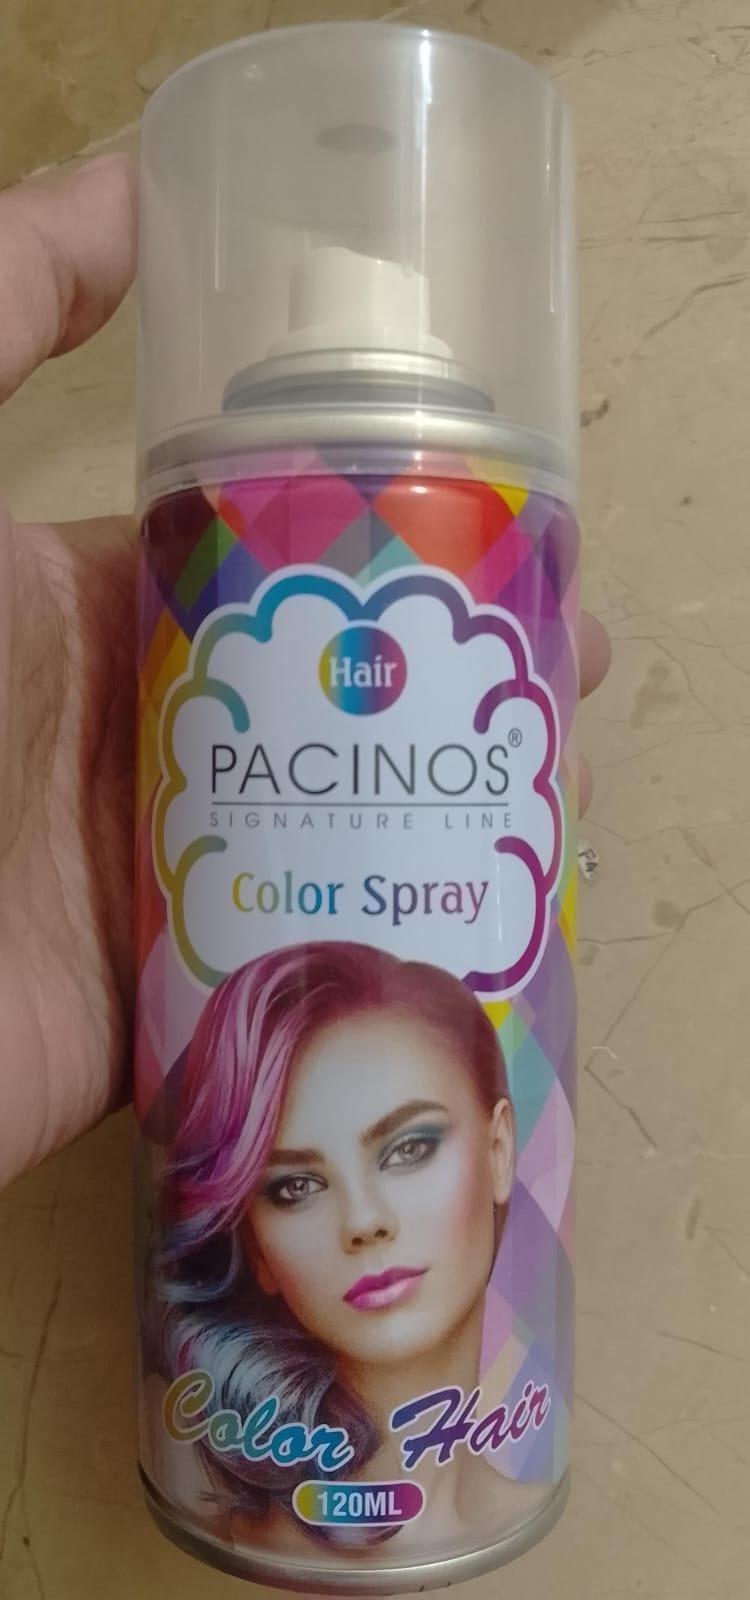 Hair
PACINOS®
SIGNATURE LINE
Color Spray
Color Hair
120ML